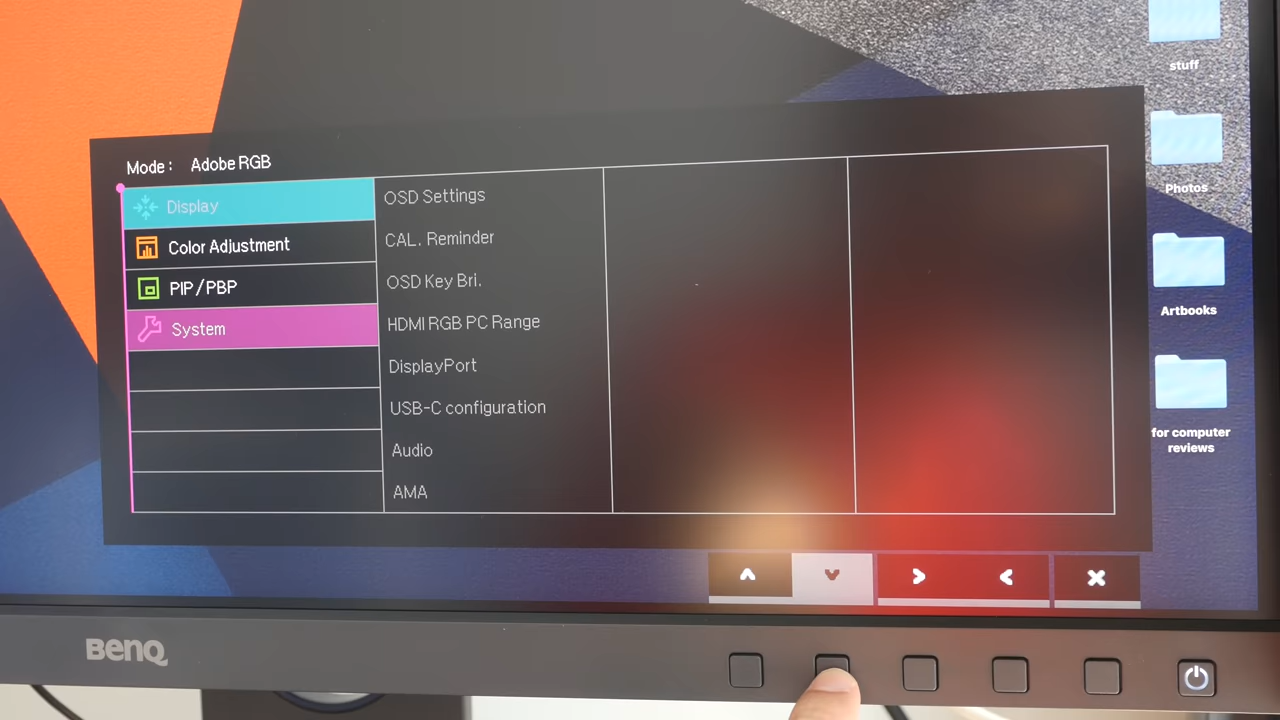 stuff
Mode : Adobe RGB
Photos
Display
Color Adjustment
PIP / PBP
System
OSD Settings
CAL. Reminder
OSD Key Bri.
HDMI RGB PC Range
DisplayPort
USB-C configuration
Audio
AMA
Artbooks
for computer
reviews
BenQ